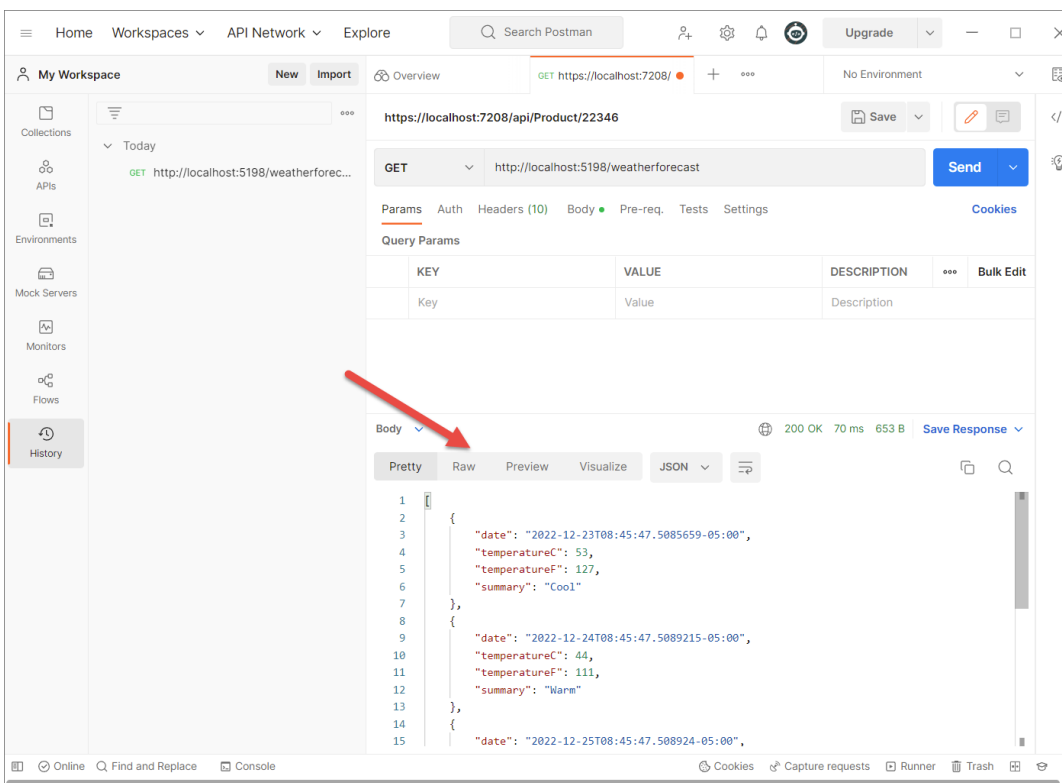 Home Workspaces API Network Explore Search Postman Upgrade
My Workspace New Import Overview GET https://localhost:7208/ No Environment
Collections
APIs
Environments
Mock Servers
Monitors
Flows
History
Today
GET http://localhost:5198/weatherforec...
https://localhost:7208/api/Product/22346 Save
GET http://localhost:5198/weatherforecast Send
Params Auth Headers (10) Body Pre-req. Tests Settings Cookies
Query Params
KEY VALUE DESCRIPTION Bulk Edit
Key Value Description
Body 200 OK 70 ms 653 B Save Response
Pretty Raw Preview Visualize JSON
1 [
2 {
3 "date": "2022-12-23T08:45:47.5085659-05:00",
4 "temperatureC": 53,
5 "temperatureF": 127,
6 "summary": "Cool"
7 },
8 {
9 "date": "2022-12-24T08:45:47.5089215-05:00",
10 "temperatureC": 44,
11 "temperatureF": 111,
12 "summary": "Warm"
13 },
14 {
15 "date": "2022-12-25T08:45:47.508924-05:00",
Online Find and Replace Console Cookies Capture requests Runner Trash